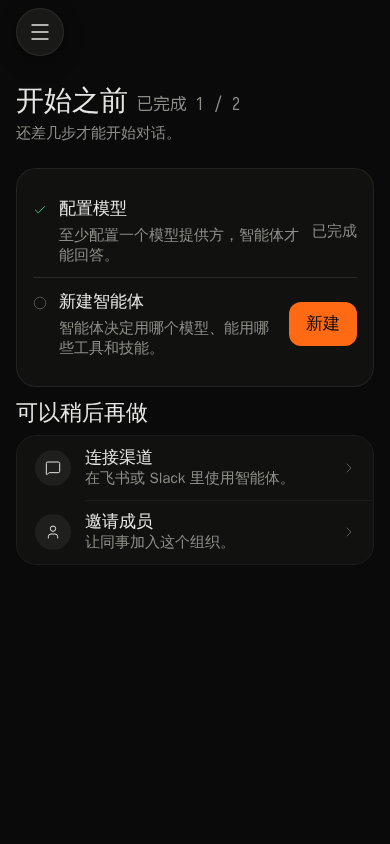 开始之前 已完成 1 / 2
还差几步才能开始对话。
配置模型
至少配置一个模型提供方，智能体才
能回答。
已完成
新建智能体
智能体决定用哪个模型、能用哪
些工具和技能。
新建
可以稍后再做
连接渠道
在飞书或 Slack 里使用智能体。
邀请成员
让同事加入这个组织。